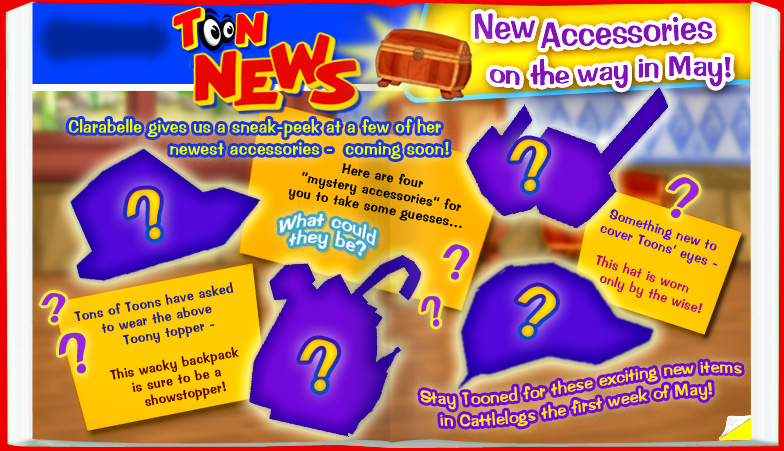 TOON
NEWS
New Accessories
on the way in May!
Clarabelle gives us a sneak-peek at a few of her
newest accessories - coming soon!
Here are four
"mystery accessories" for
you to take some guesses...
What could
they be?
?
?
?
?
Something new to
cover Toons' eyes -
This hat is worn
only by the wise!
?
?
?
?
Tons of Toons have asked
to wear the above
Toony topper -
This wacky backpack
is sure to be a
showstopper!
?
?
?
Stay Tooned for these exciting new items
in Cattlelogs the first week of May!